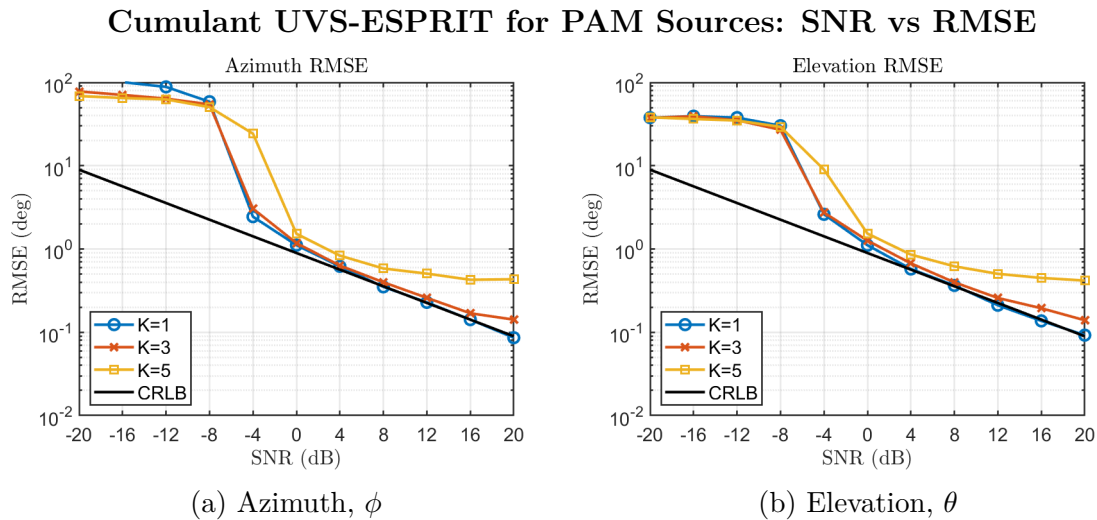 Cumulant UVS-ESPRIT for PAM Sources: SNR vs RMSE
Azimuth RMSE
RMSE (deg)
10^2
10^1
10^0
10^-1
10^-2
K=1
K=3
K=5
CRLB
-20 -16 -12 -8 -4 0 4 8 12 16 20
SNR (dB)
(a) Azimuth, ϕ
Elevation RMSE
RMSE (deg)
10^2
10^1
10^0
10^-1
10^-2
K=1
K=3
K=5
CRLB
-20 -16 -12 -8 -4 0 4 8 12 16 20
SNR (dB)
(b) Elevation, θ